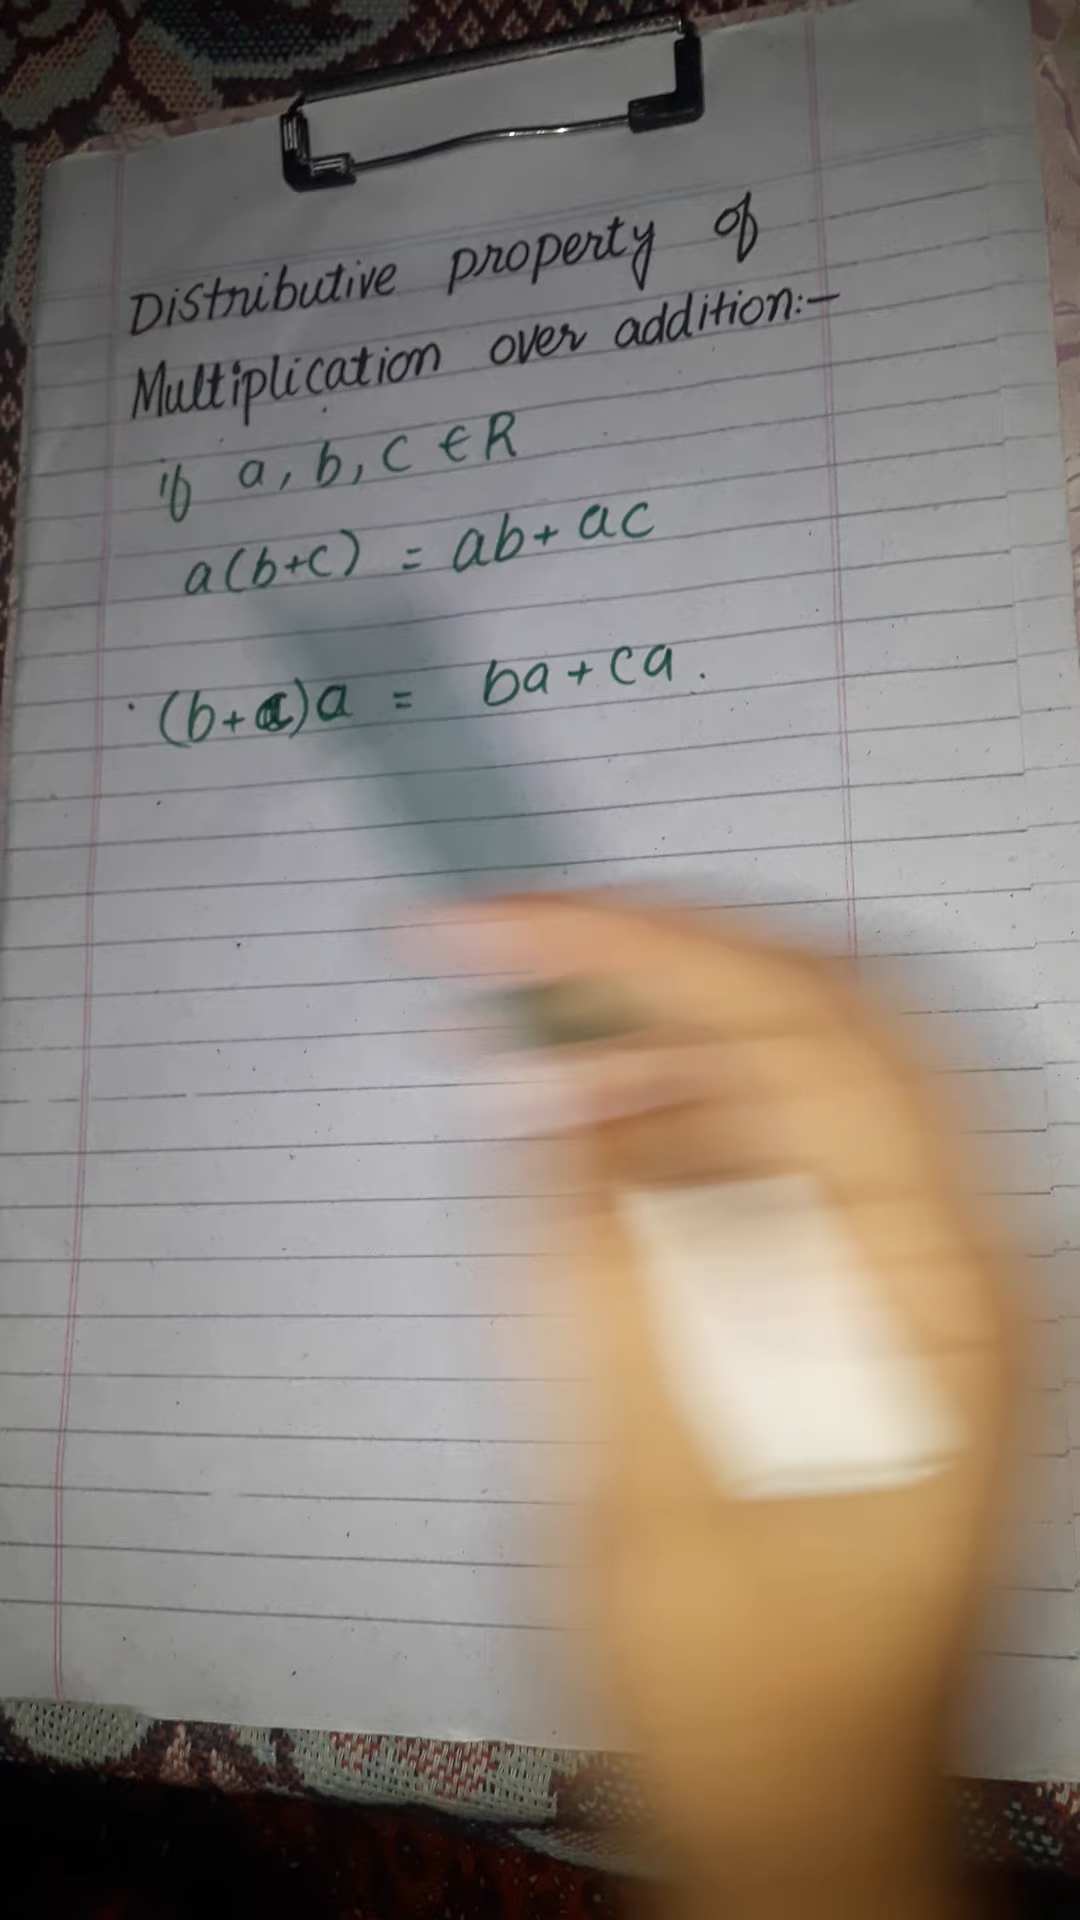 Distributive property of
Multiplication over addition:-
if a, b, c ∈ R
a(b+c) = ab + ac
(b+c)a = ba + ca.